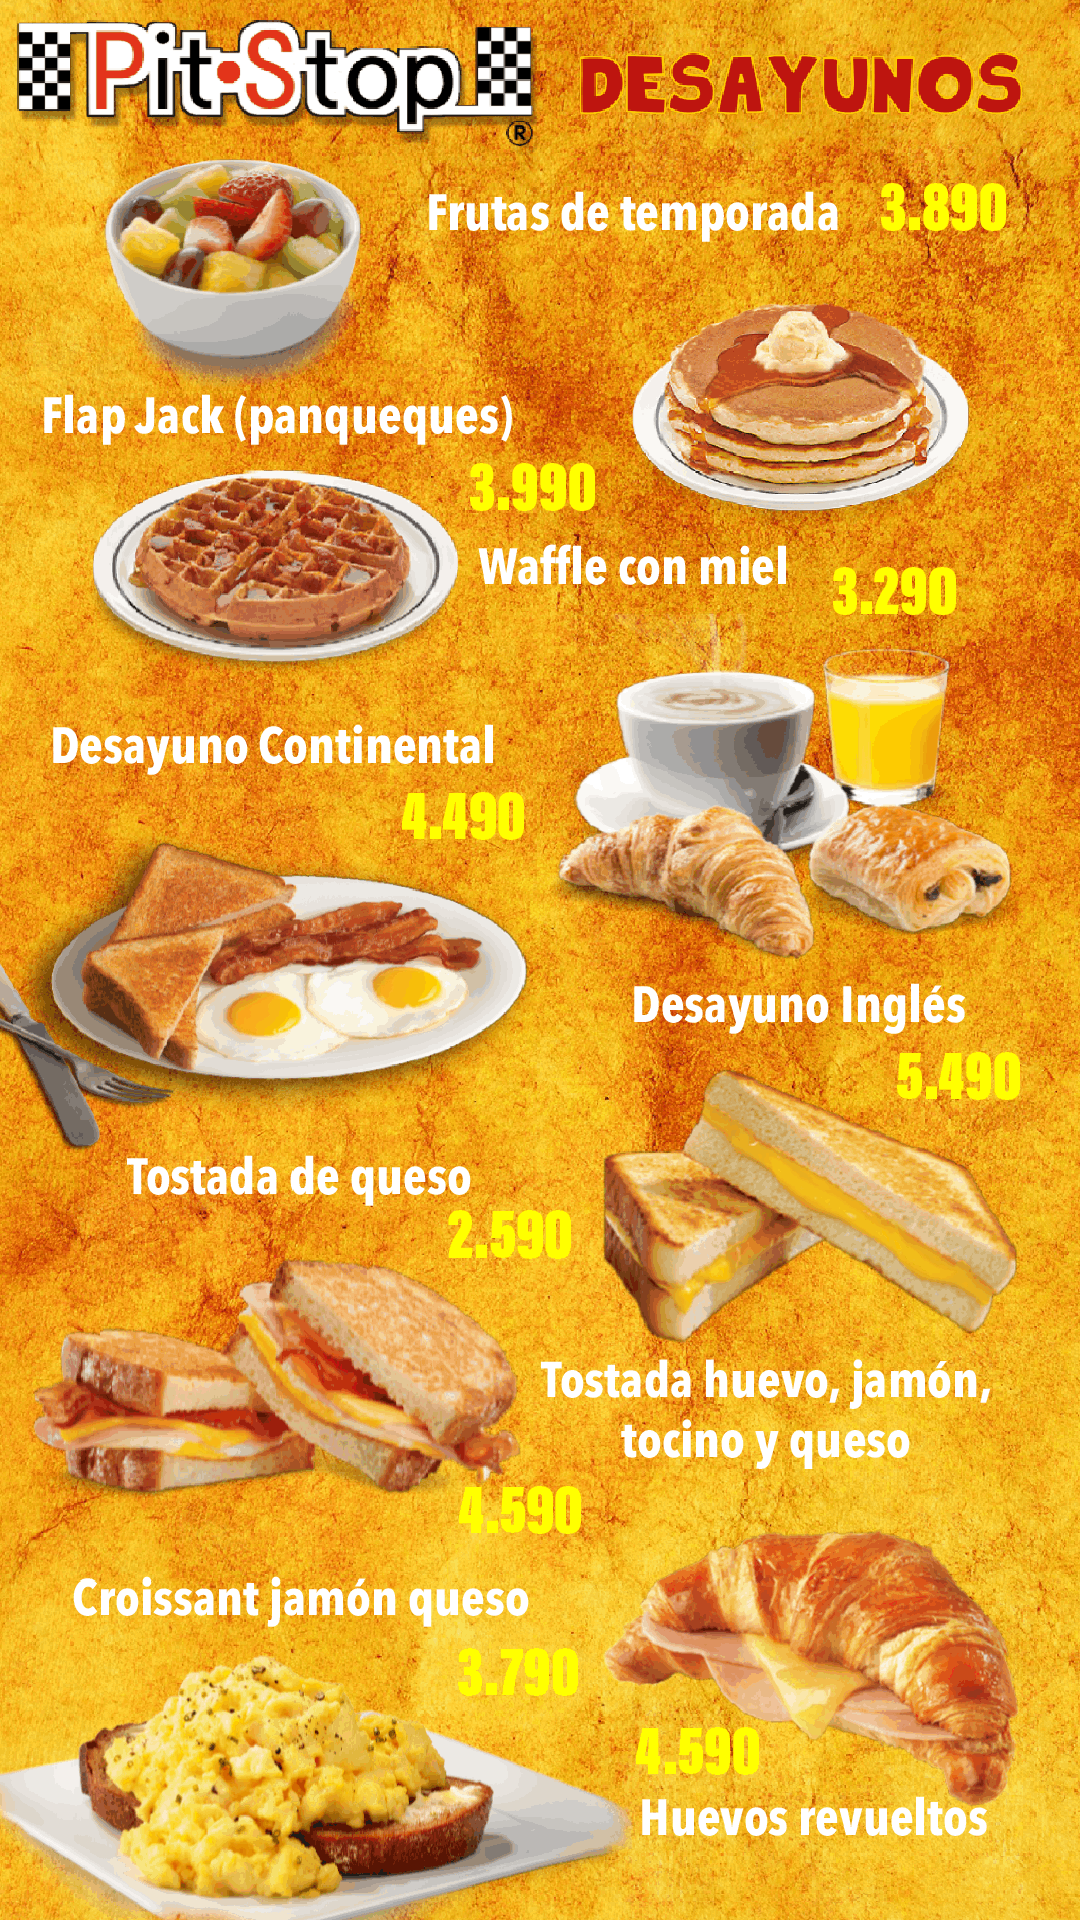 Pit•Stop
®
DESAYUNOS
Frutas de temporada 3.890
Flap Jack (panqueques)
3.990
Waffle con miel
3.290
Desayuno Continental
4.490
Desayuno Inglés
5.490
Tostada de queso
2.590
Tostada huevo, jamón,
tocino y queso
4.590
Croissant jamón queso
3.790
4.590
Huevos revueltos